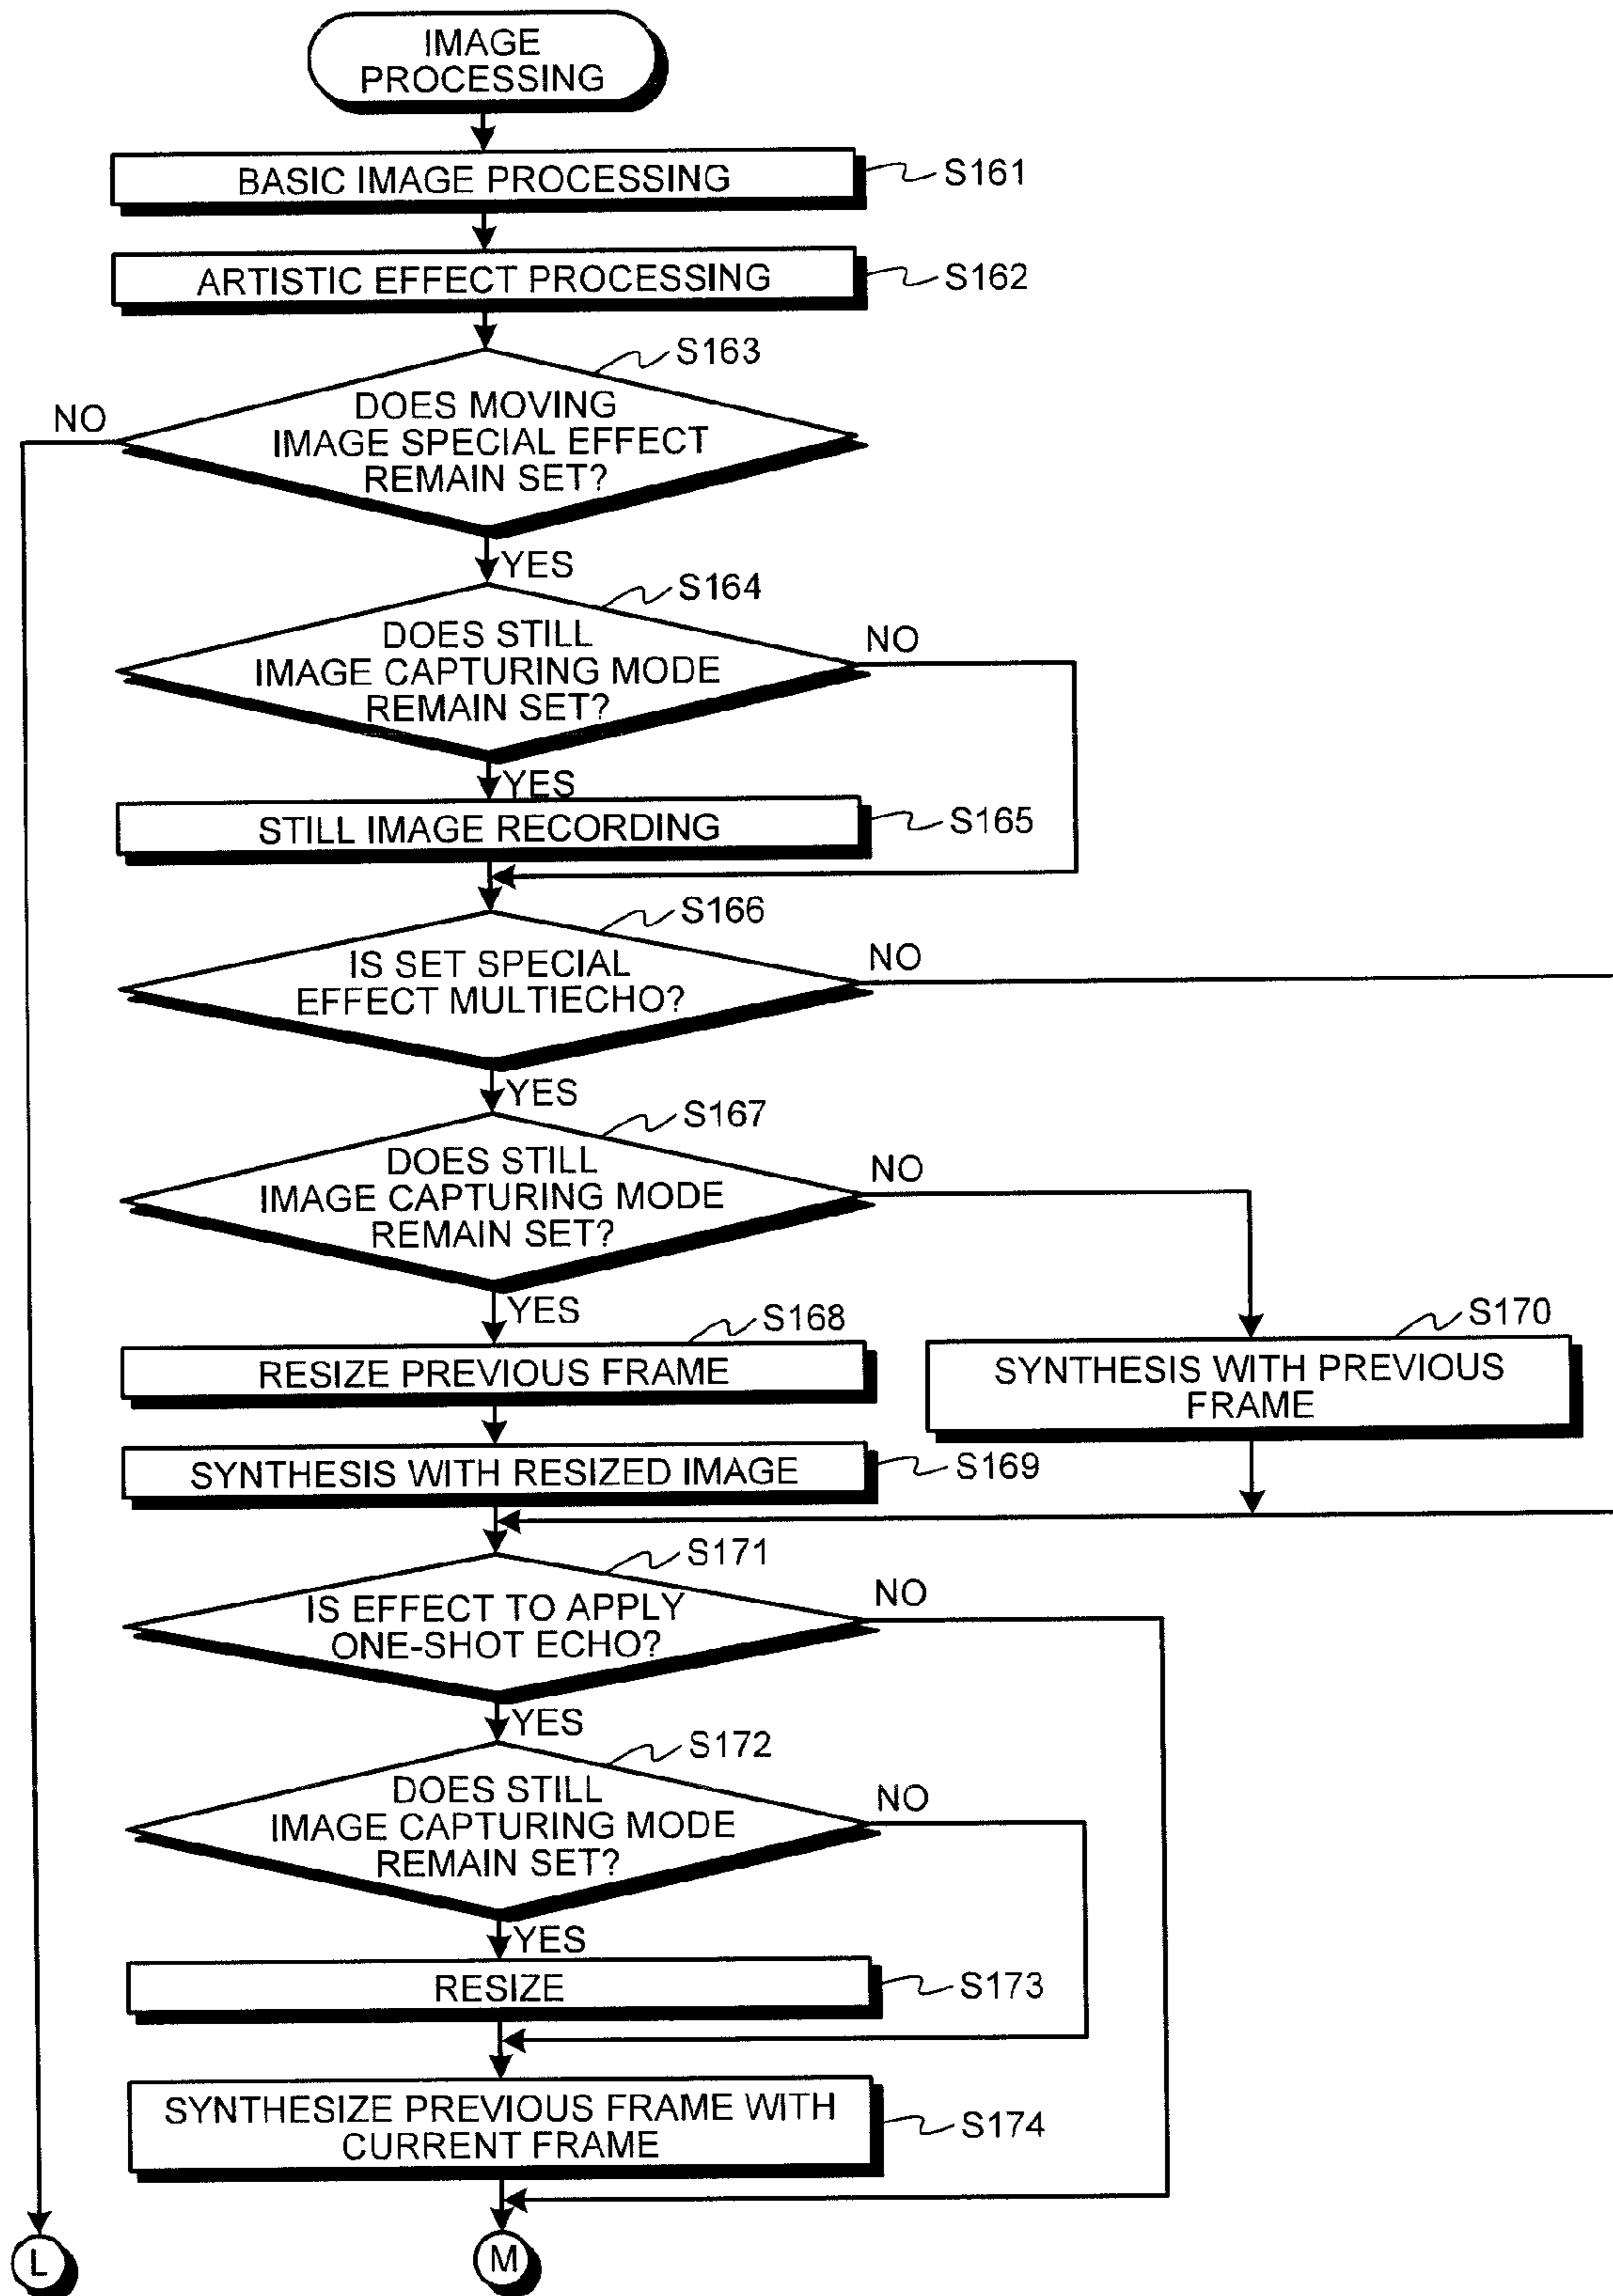 IMAGE
PROCESSING
BASIC IMAGE PROCESSING
S161
ARTISTIC EFFECT PROCESSING
S162
S163
DOES MOVING
IMAGE SPECIAL EFFECT
REMAIN SET?
NO
YES
S164
DOES STILL
IMAGE CAPTURING MODE
REMAIN SET?
NO
YES
STILL IMAGE RECORDING
S165
S166
IS SET SPECIAL
EFFECT MULTIECHO?
NO
YES
S167
DOES STILL
IMAGE CAPTURING MODE
REMAIN SET?
NO
YES
S168
RESIZE PREVIOUS FRAME
S170
SYNTHESIS WITH PREVIOUS
FRAME
SYNTHESIS WITH RESIZED IMAGE
S169
S171
IS EFFECT TO APPLY
ONE-SHOT ECHO?
NO
YES
S172
DOES STILL
IMAGE CAPTURING MODE
REMAIN SET?
NO
YES
RESIZE
S173
SYNTHESIZE PREVIOUS FRAME WITH
CURRENT FRAME
S174
L
M